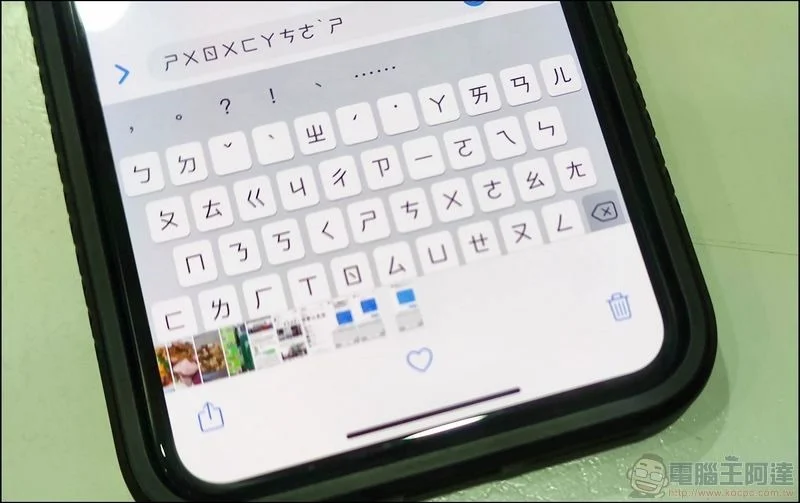 ㄕㄨㄖㄨㄈㄚㄘㄜˋㄕ
， 。 ？ ！ 、 ……
ㄅ ㄉ ˇ ˋ ㄓ ˊ ˙ ㄚ ㄞ ㄢ ㄦ
ㄆ ㄊ ㄍ ㄐ ㄔ ㄗ ㄧ ㄛ ㄟ ㄣ
ㄇ ㄋ ㄎ ㄑ ㄕ ㄘ ㄨ ㄜ ㄠ ㄤ
ㄈ ㄌ ㄏ ㄒ ㄖ ㄙ ㄩ ㄝ ㄡ ㄥ
電腦王阿達
http://www.kocpc.com.tw